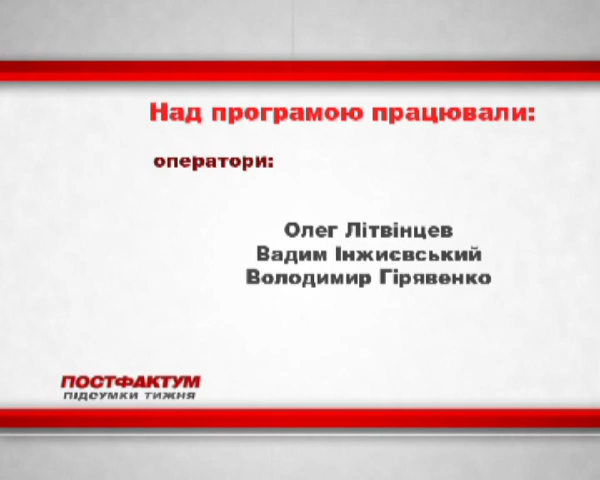 Над програмою працювали:
оператори:
Олег Літвінцев
Вадим Інжиєвський
Володимир Гірявенко
ПОСТФАКТУМ
ПІДСУМКИ ТИЖНЯ